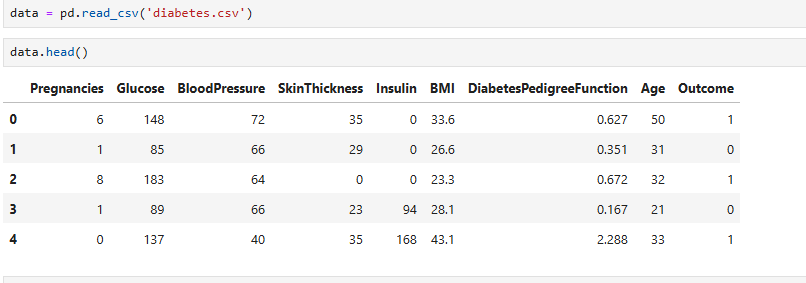 data = pd.read_csv('diabetes.csv')
data.head()
Pregnancies Glucose BloodPressure SkinThickness Insulin BMI DiabetesPedigreeFunction Age Outcome
0 6 148 72 35 0 33.6 0.627 50 1
1 1 85 66 29 0 26.6 0.351 31 0
2 8 183 64 0 0 23.3 0.672 32 1
3 1 89 66 23 94 28.1 0.167 21 0
4 0 137 40 35 168 43.1 2.288 33 1